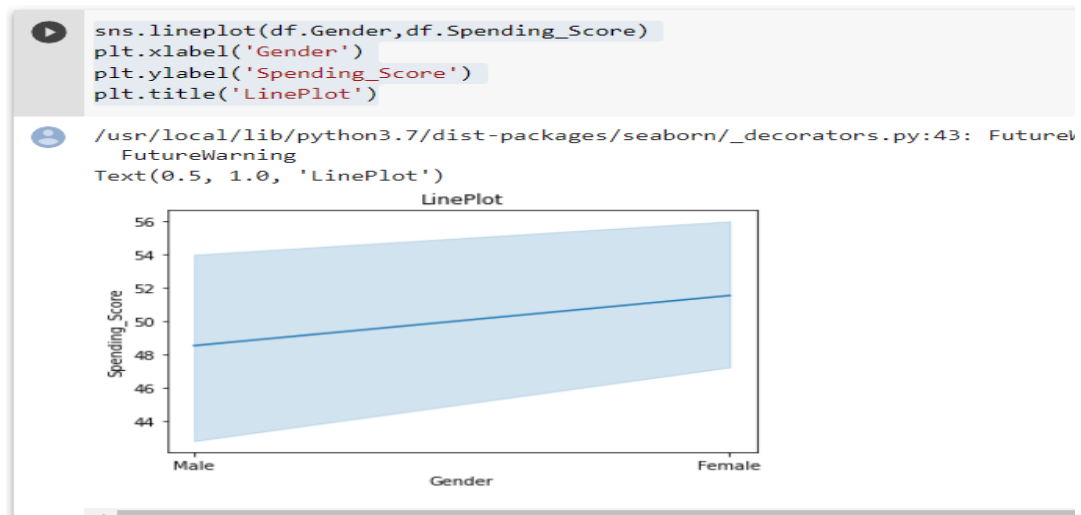 sns.lineplot(df.Gender,df.Spending_Score)
plt.xlabel('Gender')
plt.ylabel('Spending_Score')
plt.title('LinePlot')
/usr/local/lib/python3.7/dist-packages/seaborn/_decorators.py:43: Future
FutureWarning
Text(0.5, 1.0, 'LinePlot')
LinePlot
56
54
52
50
48
46
44
Spending_Score
Male
Female
Gender